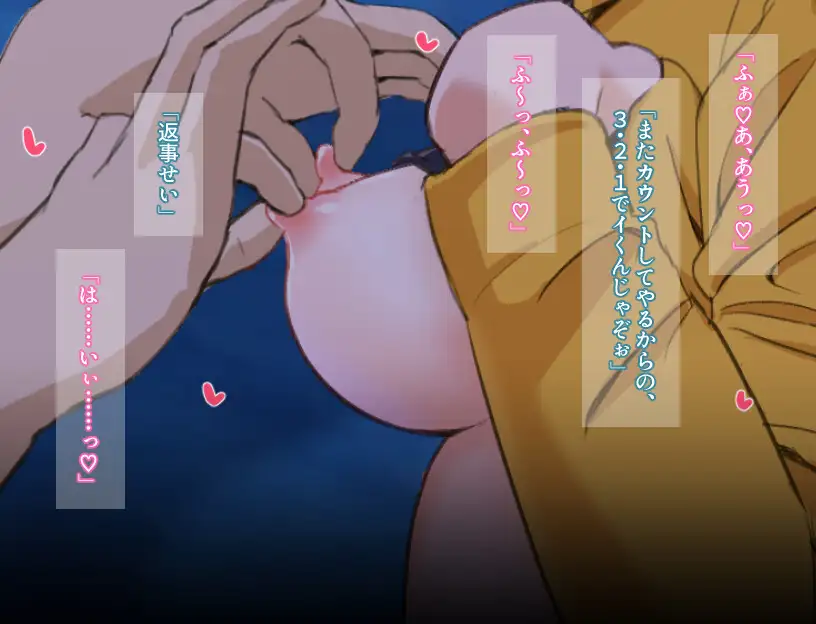 「ふぁ♡あ、あうっ♡」
「またカウントしてやるからの、
３・２・１でイくんじゃぞぉ」
「ふ～っ、ふ～っ♡」
「返事せい」
「は……いぃ……っ♡」